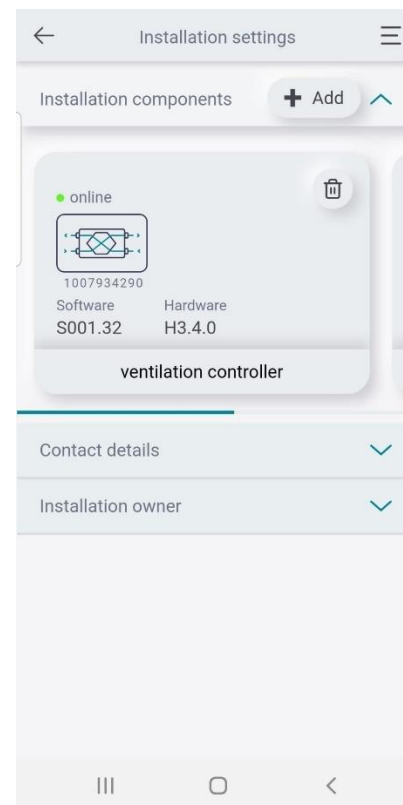 Installation settings
Installation components
Add
online
1007934290
Software Hardware
S001.32 H3.4.0
ventilation controller
Contact details
Installation owner